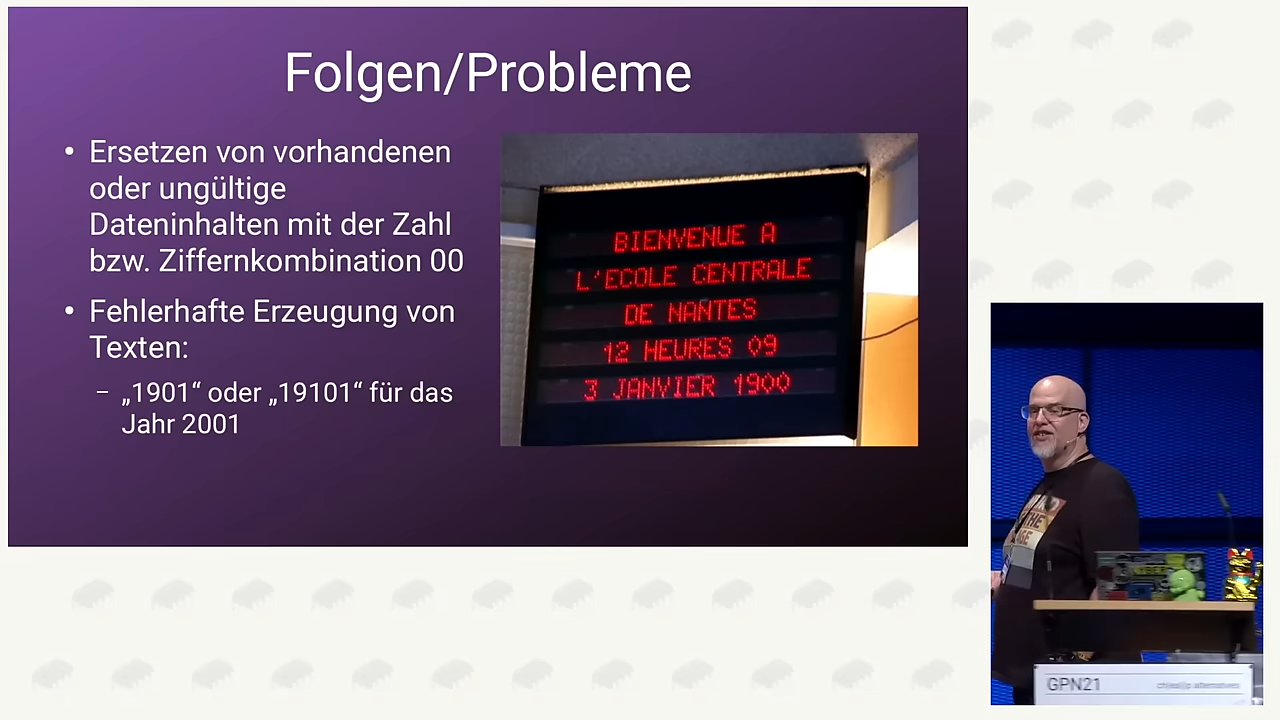 Folgen/Probleme
• Ersetzen von vorhandenen
oder ungültige
Dateninhalten mit der Zahl
bzw. Ziffernkombination 00
• Fehlerhafte Erzeugung von
Texten:
– „1901“ oder „19101“ für das
Jahr 2001
BIENVENUE A
L'ECOLE CENTRALE
DE NANTES
12 HEURES 09
3 JANVIER 1900
THE
GPN21